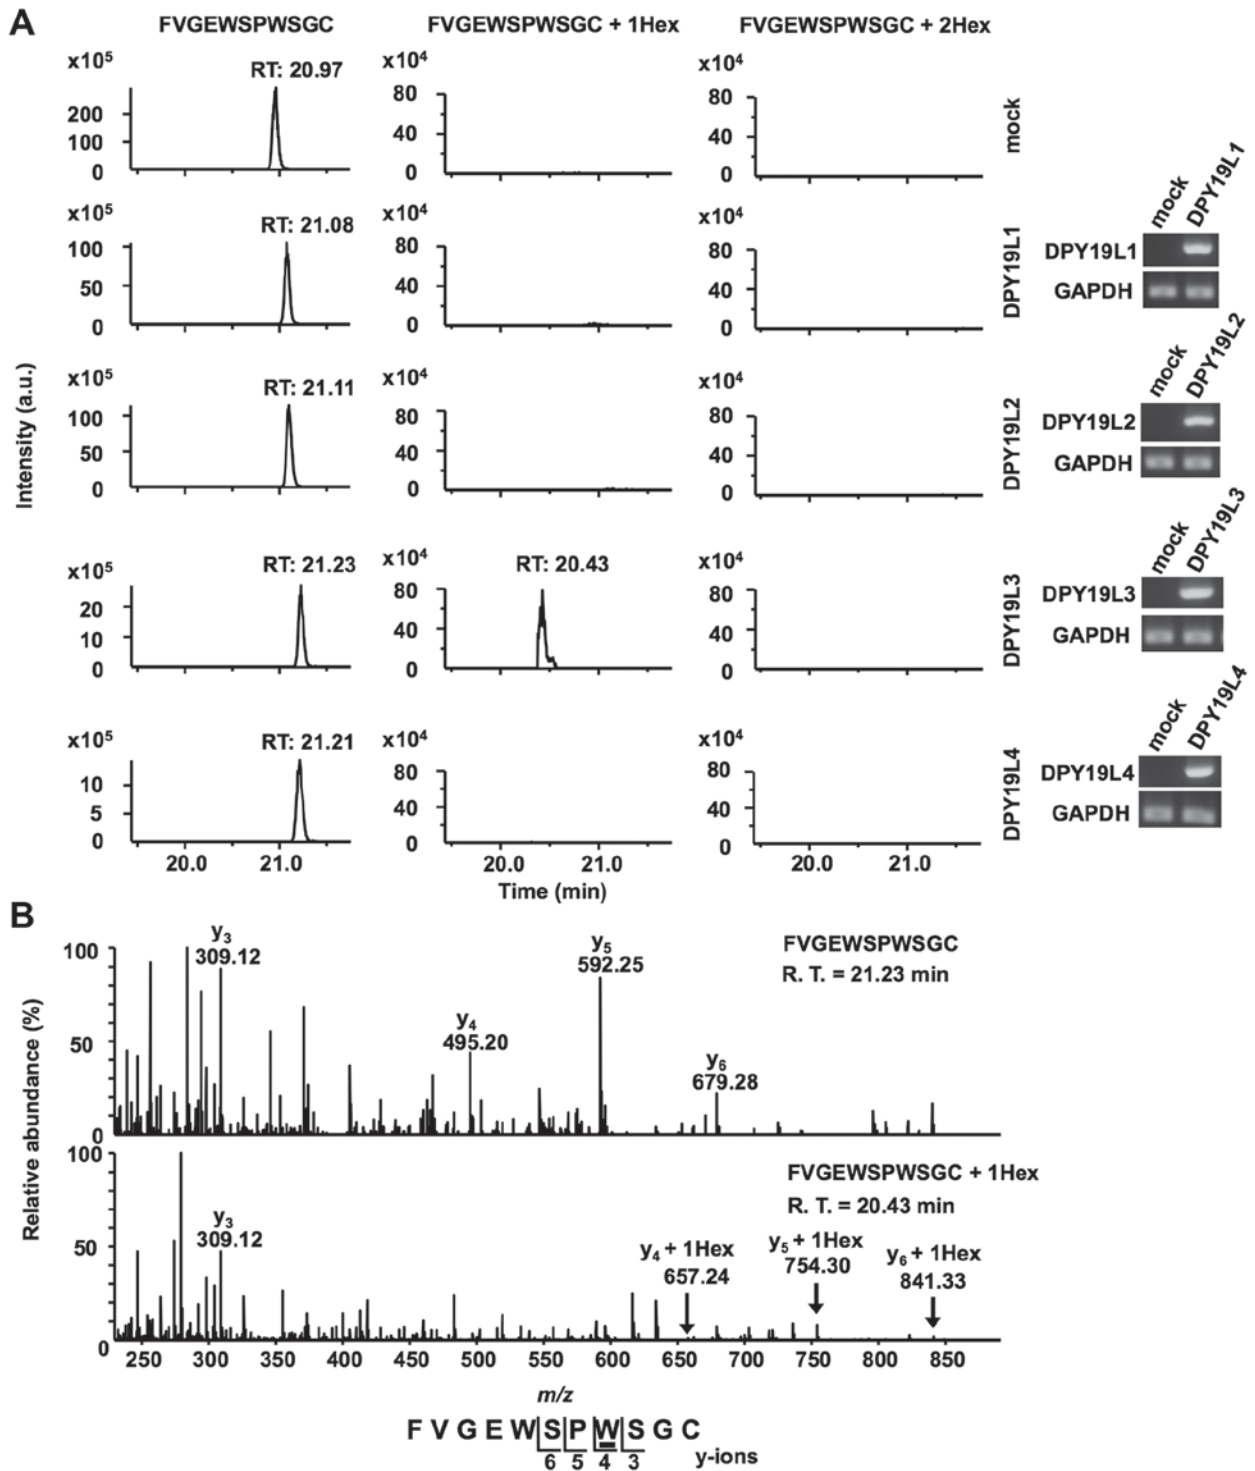 A
FVGEWSPWSGC FVGEWSPWSGC + 1Hex FVGEWSPWSGC + 2Hex
x10⁵ RT: 20.97 x10⁴ x10⁴
200 100 0 80 40 0 80 40 0 mock
x10⁵ RT: 21.08 x10⁴ x10⁴
100 50 0 80 40 0 80 40 0 DPY19L1
mock DPY19L1
DPY19L1
GAPDH
Intensity (a.u.)
x10⁵ RT: 21.11 x10⁴ x10⁴
100 50 0 80 40 0 80 40 0 DPY19L2
mock DPY19L2
DPY19L2
GAPDH
x10⁵ RT: 21.23 x10⁴ RT: 20.43 x10⁴
20 10 0 80 40 0 80 40 0 DPY19L3
mock DPY19L3
DPY19L3
GAPDH
x10⁵ RT: 21.21 x10⁴ x10⁴
10 5 0 80 40 0 80 40 0 DPY19L4
mock DPY19L4
DPY19L4
GAPDH
20.0 21.0 20.0 21.0 20.0 21.0
Time (min)
B
Relative abundance (%)
100 50 0
y₃
309.12
y₄
495.20
y₅
592.25
y₆
679.28
FVGEWSPWSGC
R. T. = 21.23 min
100 50 0
y₃
309.12
FVGEWSPWSGC + 1Hex
R. T. = 20.43 min
y₄ + 1Hex
657.24
y₅ + 1Hex
754.30
y₆ + 1Hex
841.33
250 300 350 400 450 500 550 600 650 700 750 800 850
m/z
F V G E W S P W S G C
6 5 4 3 y-ions